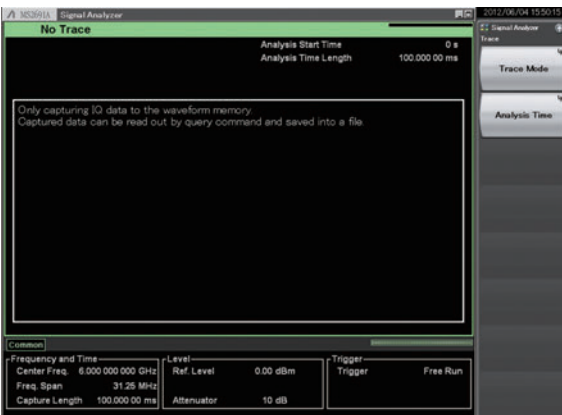 MS2691A Signal Analyzer
2012/06/04 15:50:15
No Trace
Analysis Start Time 0 s
Analysis Time Length 100.000 00 ms
Only capturing IQ data to the waveform memory.
Captured data can be read out by query command and saved into a file.
Signal Analyzer
Trace
Trace Mode
Analysis Time
Common
Frequency and Time
Center Freq. 6.000 000 000 GHz
Freq. Span 31.25 MHz
Capture Length 100.000 00 ms
Level
Ref. Level 0.00 dBm
Attenuator 10 dB
Trigger
Trigger Free Run